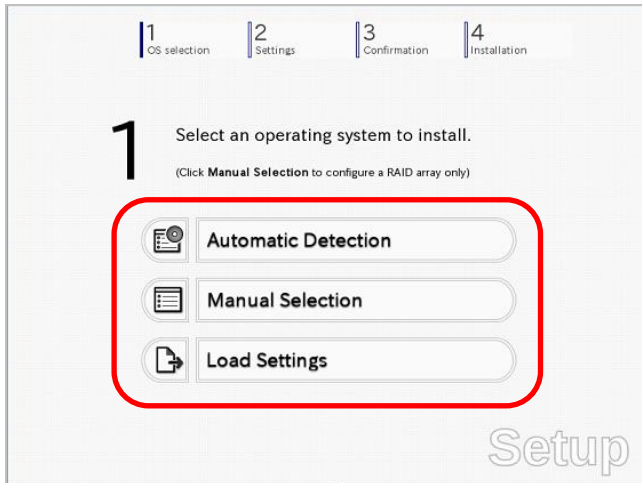 1 2 3 4
OS selection Settings Confirmation Installation
1 Select an operating system to install.
(Click Manual Selection to configure a RAID array only)
Automatic Detection
Manual Selection
Load Settings
Setup